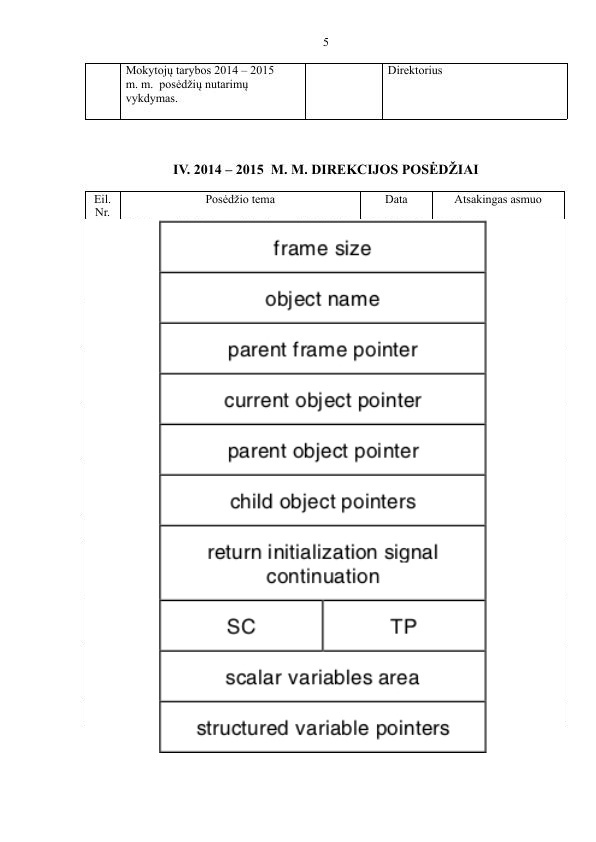 5
Mokytojų tarybos 2014 – 2015 Direktorius
m. m.  posėdžių nutarimų
vykdymas.
IV. 2014 – 2015  M. M. DIREKCIJOS POSĖDŽIAI
Eil. Posėdžio tema Data Atsakingas asmuo
Nr.
frame size
object name
parent frame pointer
current object pointer
parent object pointer
child object pointers
return initialization signal
continuation
SC TP
scalar variables area
structured variable pointers